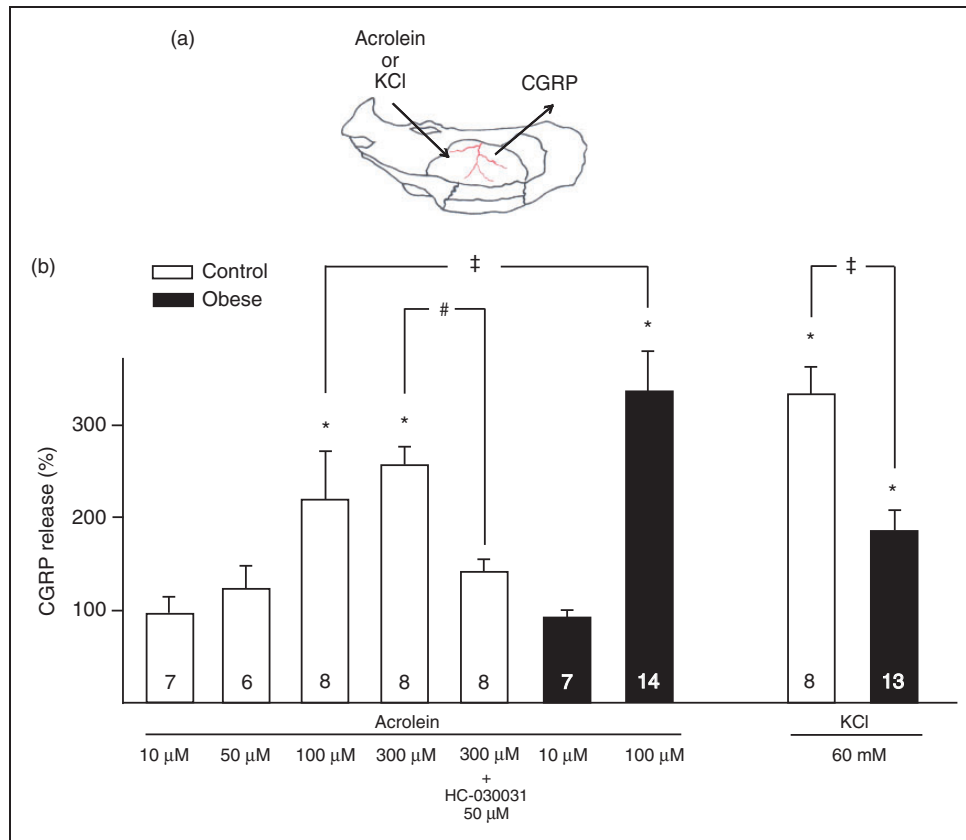 (a)
Acrolein
or
KCl
CGRP
(b)
Control
Obese
‡
‡
#
*
*
*
*
*
CGRP release (%)
300
200
100
7
6
8
8
8
7
14
8
13
Acrolein
KCl
10 µM
50 µM
100 µM
300 µM
300 µM
+
HC-030031
50 µM
10 µM
100 µM
60 mM